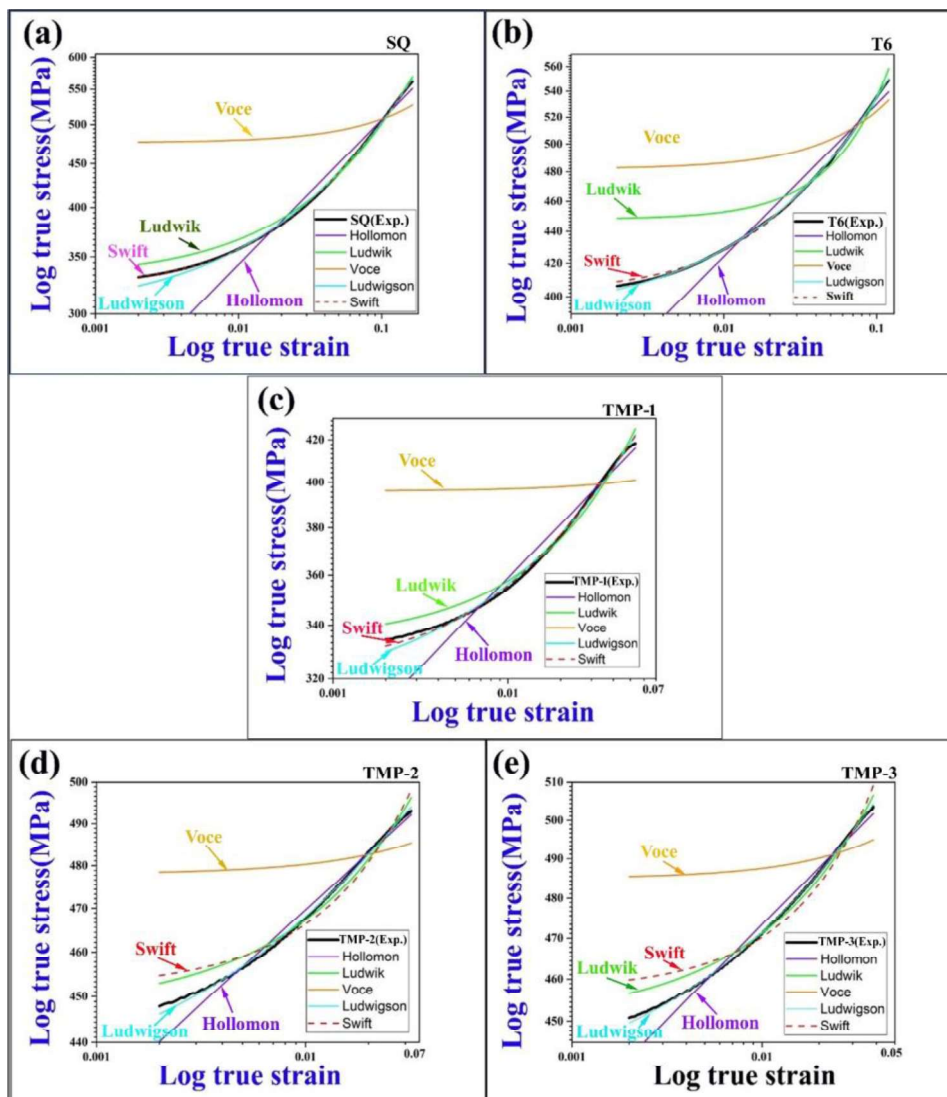 (a)
SQ
Log true stress(MPa)
600
550
500
450
400
350
300
Voce
Ludwik
Swift
Ludwigson
Hollomon
SQ(Exp.)
Hollomon
Ludwik
Voce
Ludwigson
Swift
0.001
0.01
0.1
Log true strain
(b)
T6
Log true stress(MPa)
560
540
520
500
480
460
440
420
400
Voce
Ludwik
Swift
Ludwigson
Hollomon
T6(Exp.)
Hollomon
Ludwik
Voce
Ludwigson
Swift
0.001
0.01
0.1
Log true strain
(c)
TMP-1
Log true stress(MPa)
420
400
380
360
340
320
Voce
Ludwik
Swift
Ludwigson
Hollomon
TMP-1(Exp.)
Hollomon
Ludwik
Voce
Ludwigson
Swift
0.001
0.01
0.07
Log true strain
(d)
TMP-2
Log true stress(MPa)
500
490
480
470
460
450
440
Voce
Swift
Ludwigson
Hollomon
TMP-2(Exp.)
Hollomon
Ludwik
Voce
Ludwigson
Swift
0.001
0.01
0.07
Log true strain
(e)
TMP-3
Log true stress(MPa)
510
500
490
480
470
460
450
Voce
Swift
Ludwik
Ludwigson
Hollomon
TMP-3(Exp.)
Hollomon
Ludwik
Voce
Ludwigson
Swift
0.001
0.01
0.05
Log true strain